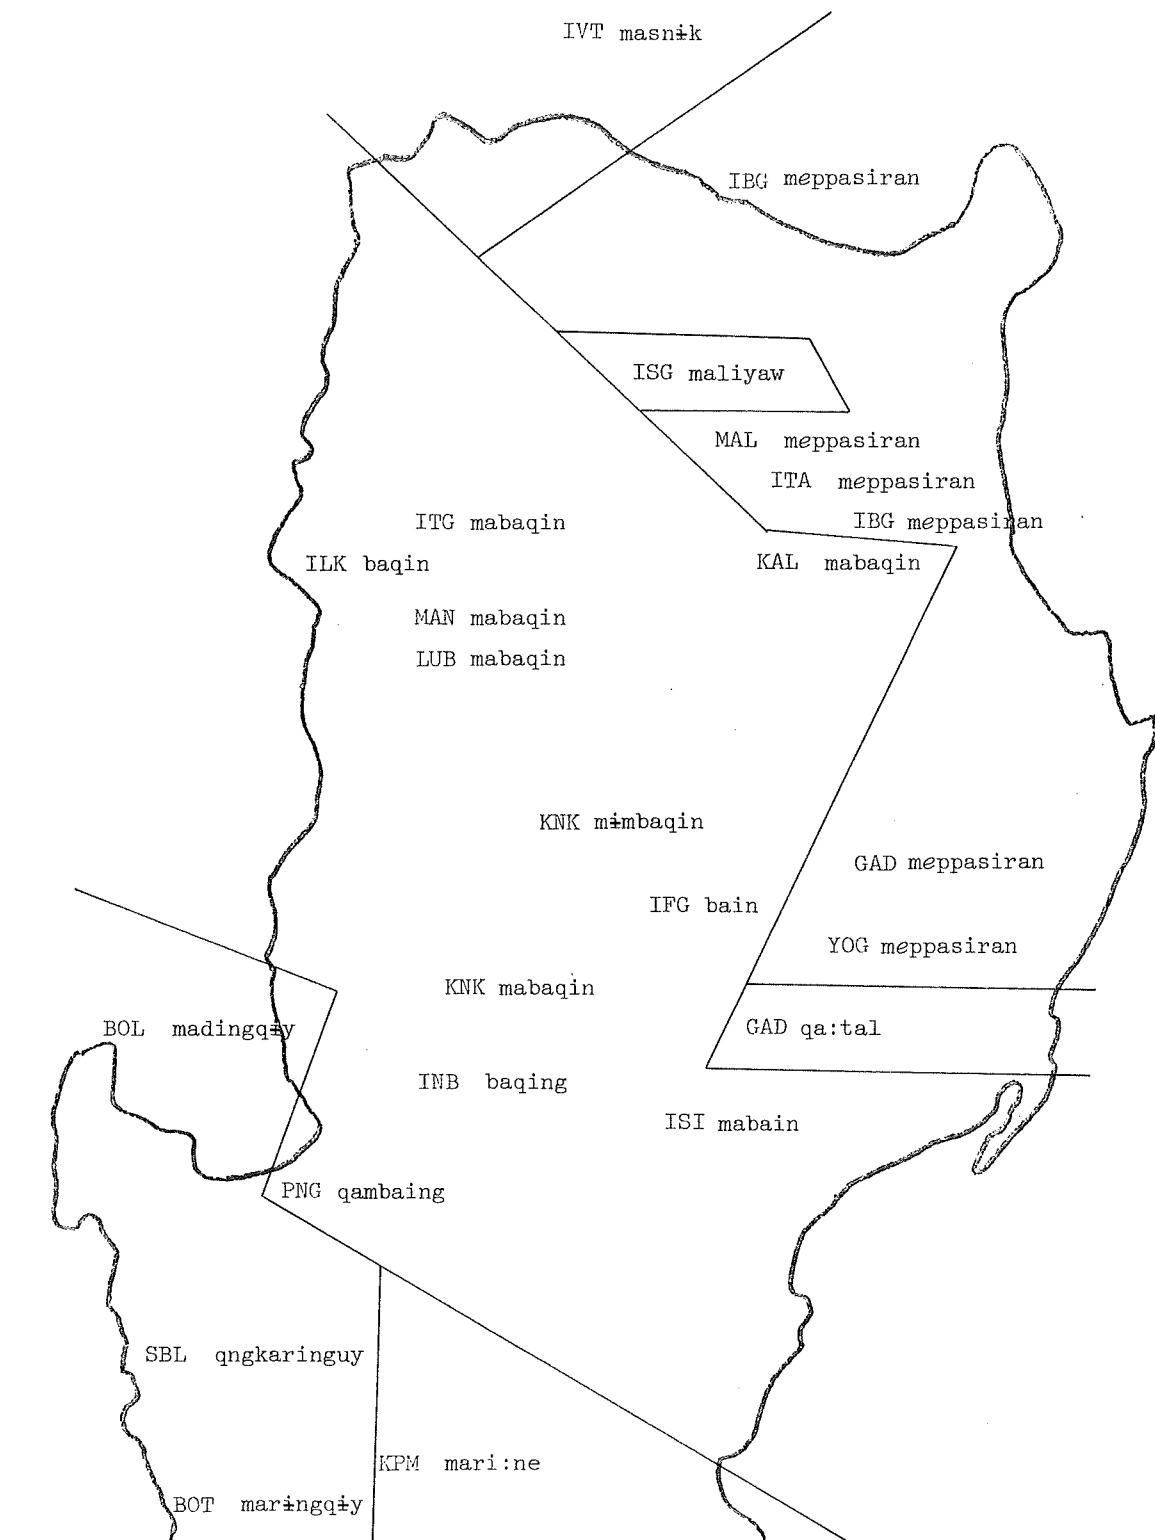 IVT masnɨk
IBG meppasiran
ISG maliyaw
MAL meppasiran
ITA meppasiran
ITG mabaqin
IBG meppasiran
ILK baqin
KAL mabaqin
MAN mabaqin
LUB mabaqin
KNK mɨmbaqin
GAD meppasiran
IFG bain
YOG meppasiran
KNK mabaqin
BOL madingqɨy
GAD qa:tal
INB baqing
ISI mabain
PNG qambaing
SBL qngkaringuy
KPM mari:ne
BOT marɨngqɨy